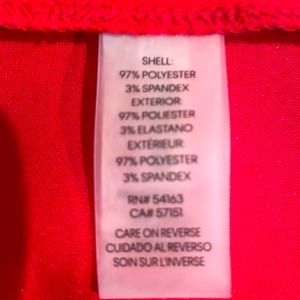 SHELL:
97% POLYESTER
3% SPANDEX
EXTERIOR:
97% POLIESTER
3% ELASTANO
EXTÉRIEUR:
97% POLYESTER
3% SPANDEX
RN# 54163
CA# 57151
CARE ON REVERSE
CUIDADO AL REVERSO
SOIN SUR L'INVERSE